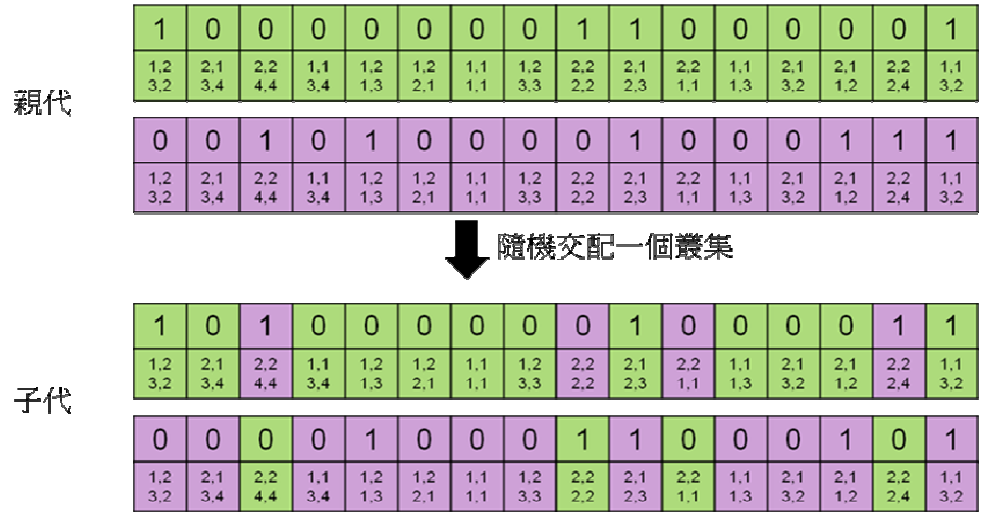 1 0 0 0 0 0 0 0 1 1 0 0 0 0 0 1
1,2 2,1 2,2 1,1 1,2 1,2 1,1 1,2 2,2 2,1 2,2 1,1 2,1 2,1 2,2 1,1
3,2 3,4 4,4 3,4 1,3 2,1 1,1 3,3 2,2 2,3 1,1 1,3 3,2 1,2 2,4 3,2
親代
0 0 1 0 1 0 0 0 0 1 0 0 0 1 1 1
1,2 2,1 2,2 1,1 1,2 1,2 1,1 1,2 2,2 2,1 2,2 1,1 2,1 2,1 2,2 1,1
3,2 3,4 4,4 3,4 1,3 2,1 1,1 3,3 2,2 2,3 1,1 1,3 3,2 1,2 2,4 3,2
隨機交配一個叢集
1 0 1 0 0 0 0 0 0 1 0 0 0 0 1 1
1,2 2,1 2,2 1,1 1,2 1,2 1,1 1,2 2,2 2,1 2,2 1,1 2,1 2,1 2,2 1,1
3,2 3,4 4,4 3,4 1,3 2,1 1,1 3,3 2,2 2,3 1,1 1,3 3,2 1,2 2,4 3,2
子代
0 0 0 0 1 0 0 0 1 1 0 0 0 1 0 1
1,2 2,1 2,2 1,1 1,2 1,2 1,1 1,2 2,2 2,1 2,2 1,1 2,1 2,1 2,2 1,1
3,2 3,4 4,4 3,4 1,3 2,1 1,1 3,3 2,2 2,3 1,1 1,3 3,2 1,2 2,4 3,2